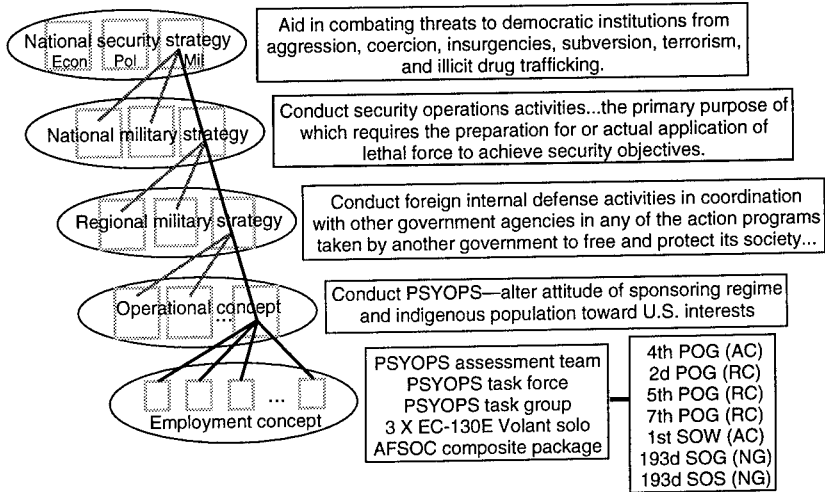 National security strategy
Econ Pol Mil
Aid in combating threats to democratic institutions from
aggression, coercion, insurgencies, subversion, terrorism,
and illicit drug trafficking.
National military strategy
Conduct security operations activities...the primary purpose of
which requires the preparation for or actual application of
lethal force to achieve security objectives.
Regional military strategy
Conduct foreign internal defense activities in coordination
with other government agencies in any of the action programs
taken by another government to free and protect its society...
Operational concept
...
Conduct PSYOPS—alter attitude of sponsoring regime
and indigenous population toward U.S. interests
...
Employment concept
PSYOPS assessment team
PSYOPS task force
PSYOPS task group
3 X EC-130E Volant solo
AFSOC composite package
4th POG (AC)
2d POG (RC)
5th POG (RC)
7th POG (RC)
1st SOW (AC)
193d SOG (NG)
193d SOS (NG)